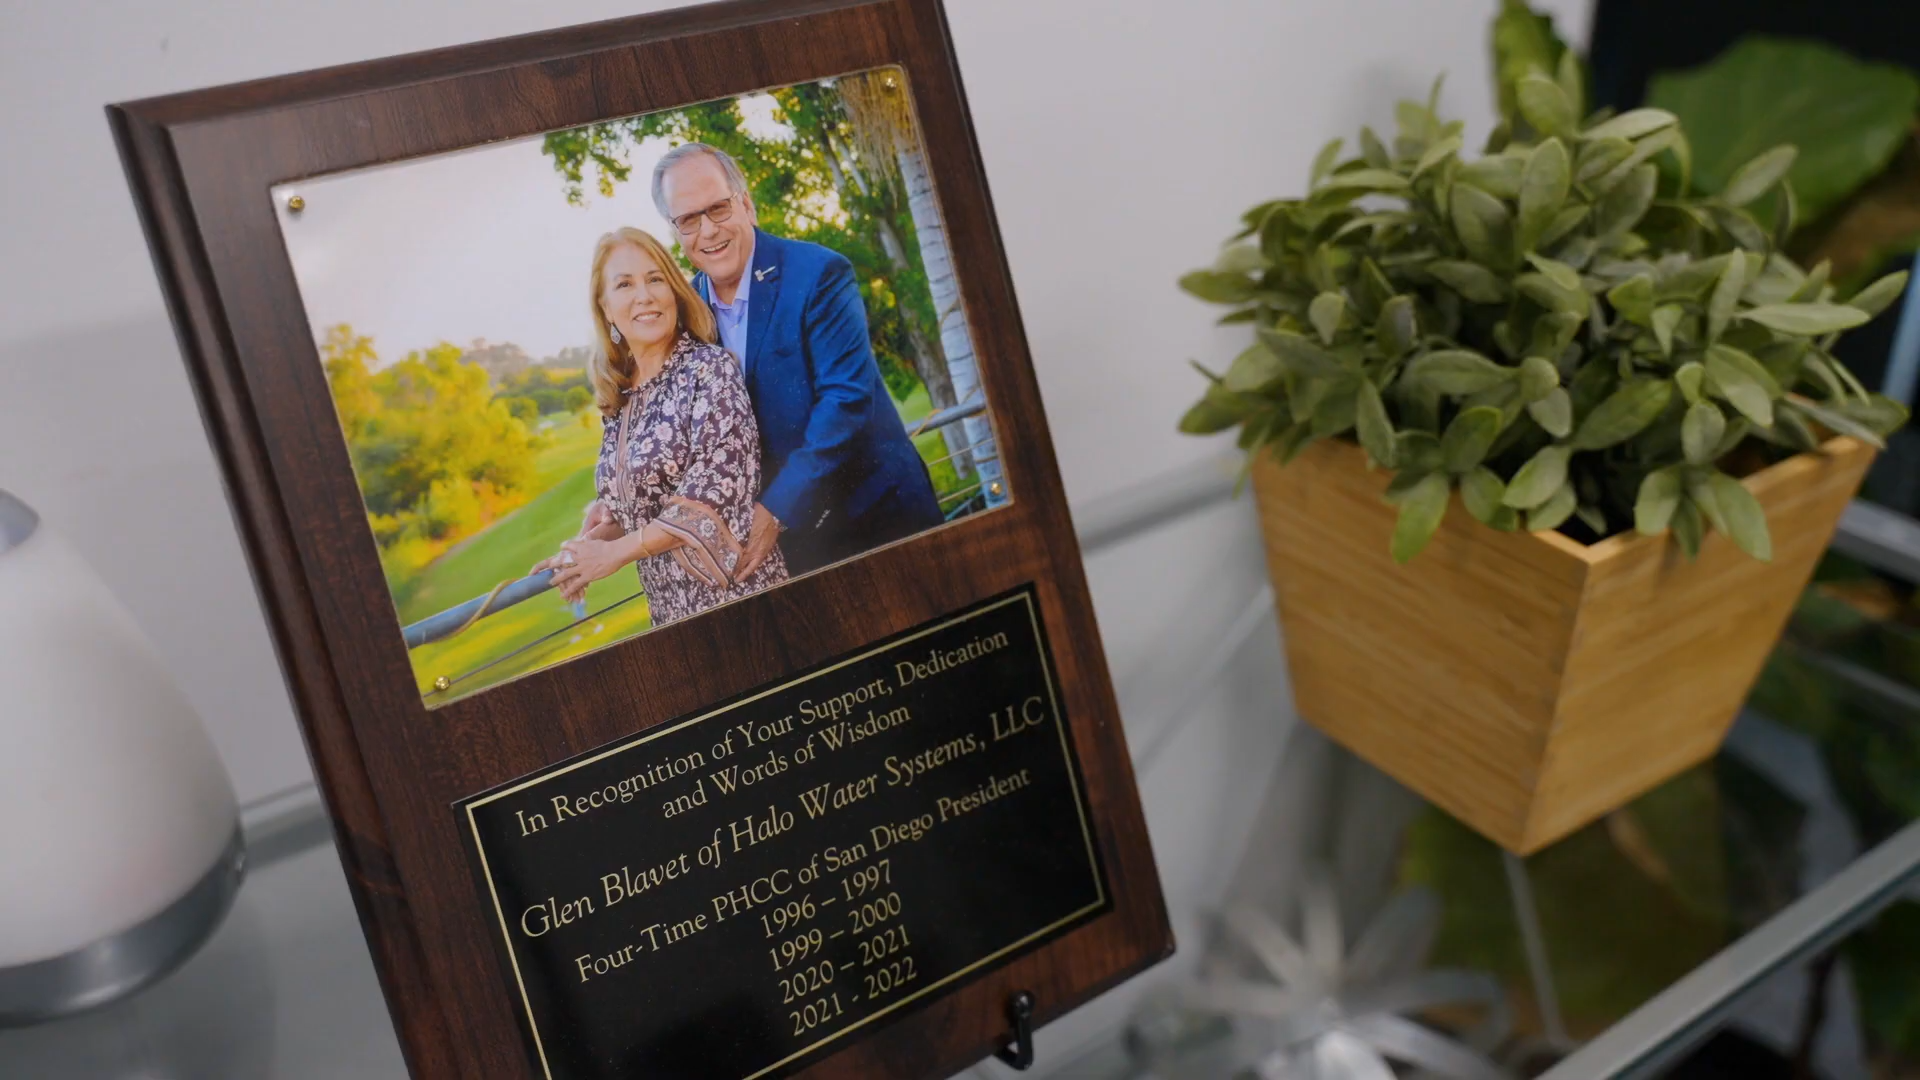 In Recognition of Your Support, Dedication
and Words of Wisdom
Glen Blavet of Halo Water Systems, LLC
Four-Time PHCC of San Diego President
1996 – 1997
1999 – 2000
2020 – 2021
2021 - 2022